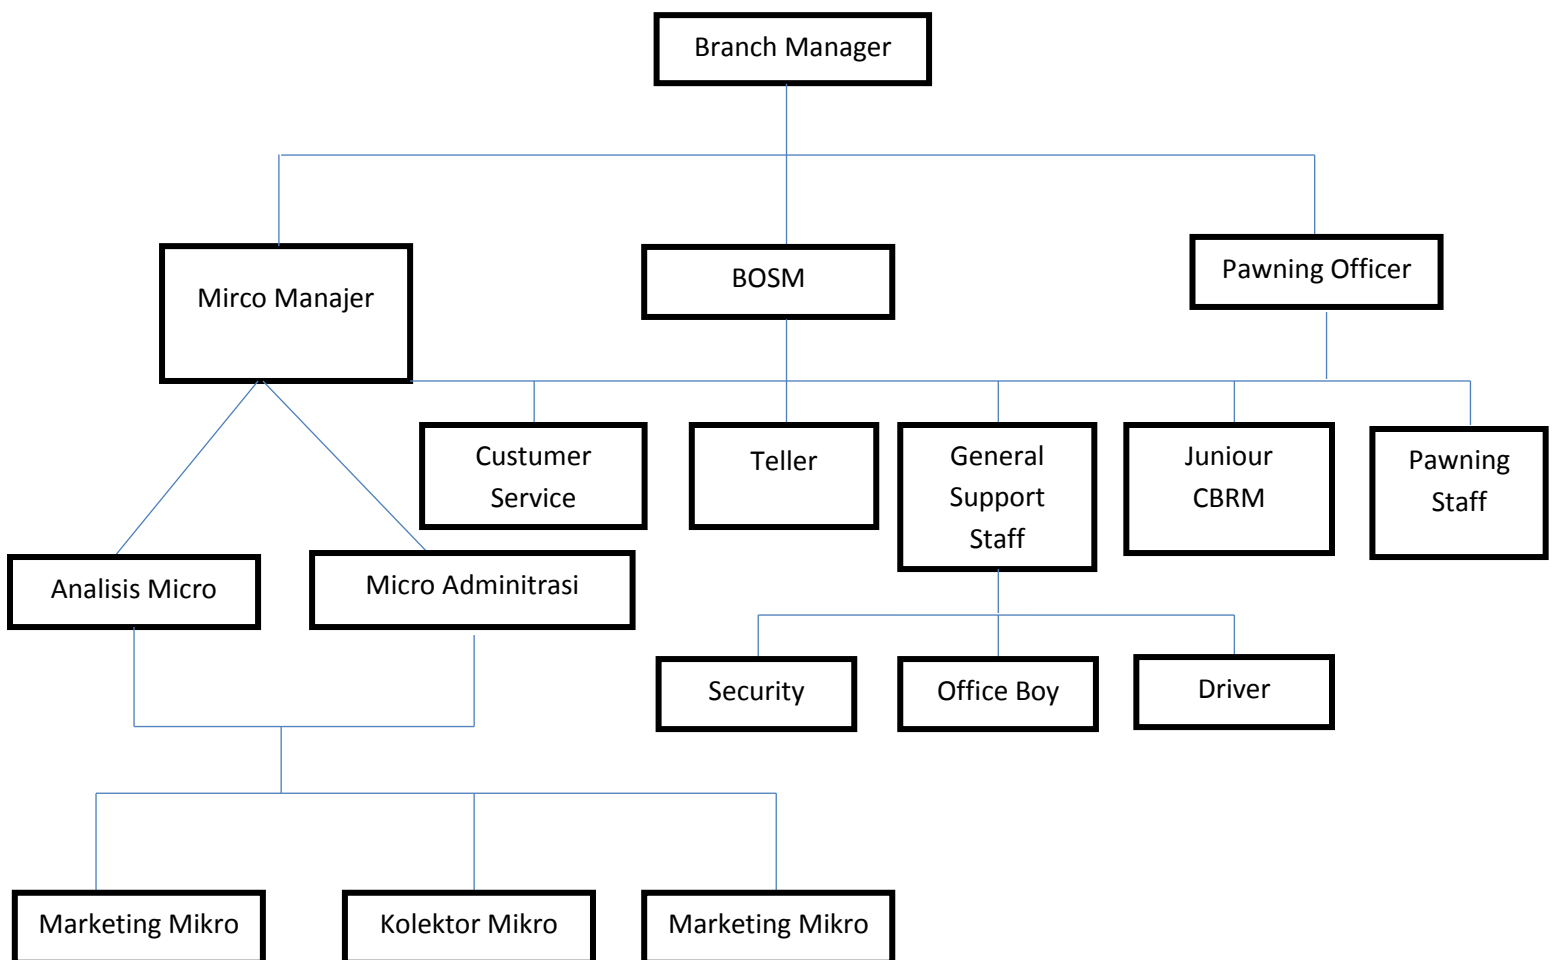 Branch Manager
Mirco Manajer
BOSM
Pawning Officer
Custumer
Service
Teller
General
Support
Staff
Juniour
CBRM
Pawning
Staff
Analisis Micro
Micro Adminitrasi
Security
Office Boy
Driver
Marketing Mikro
Kolektor Mikro
Marketing Mikro